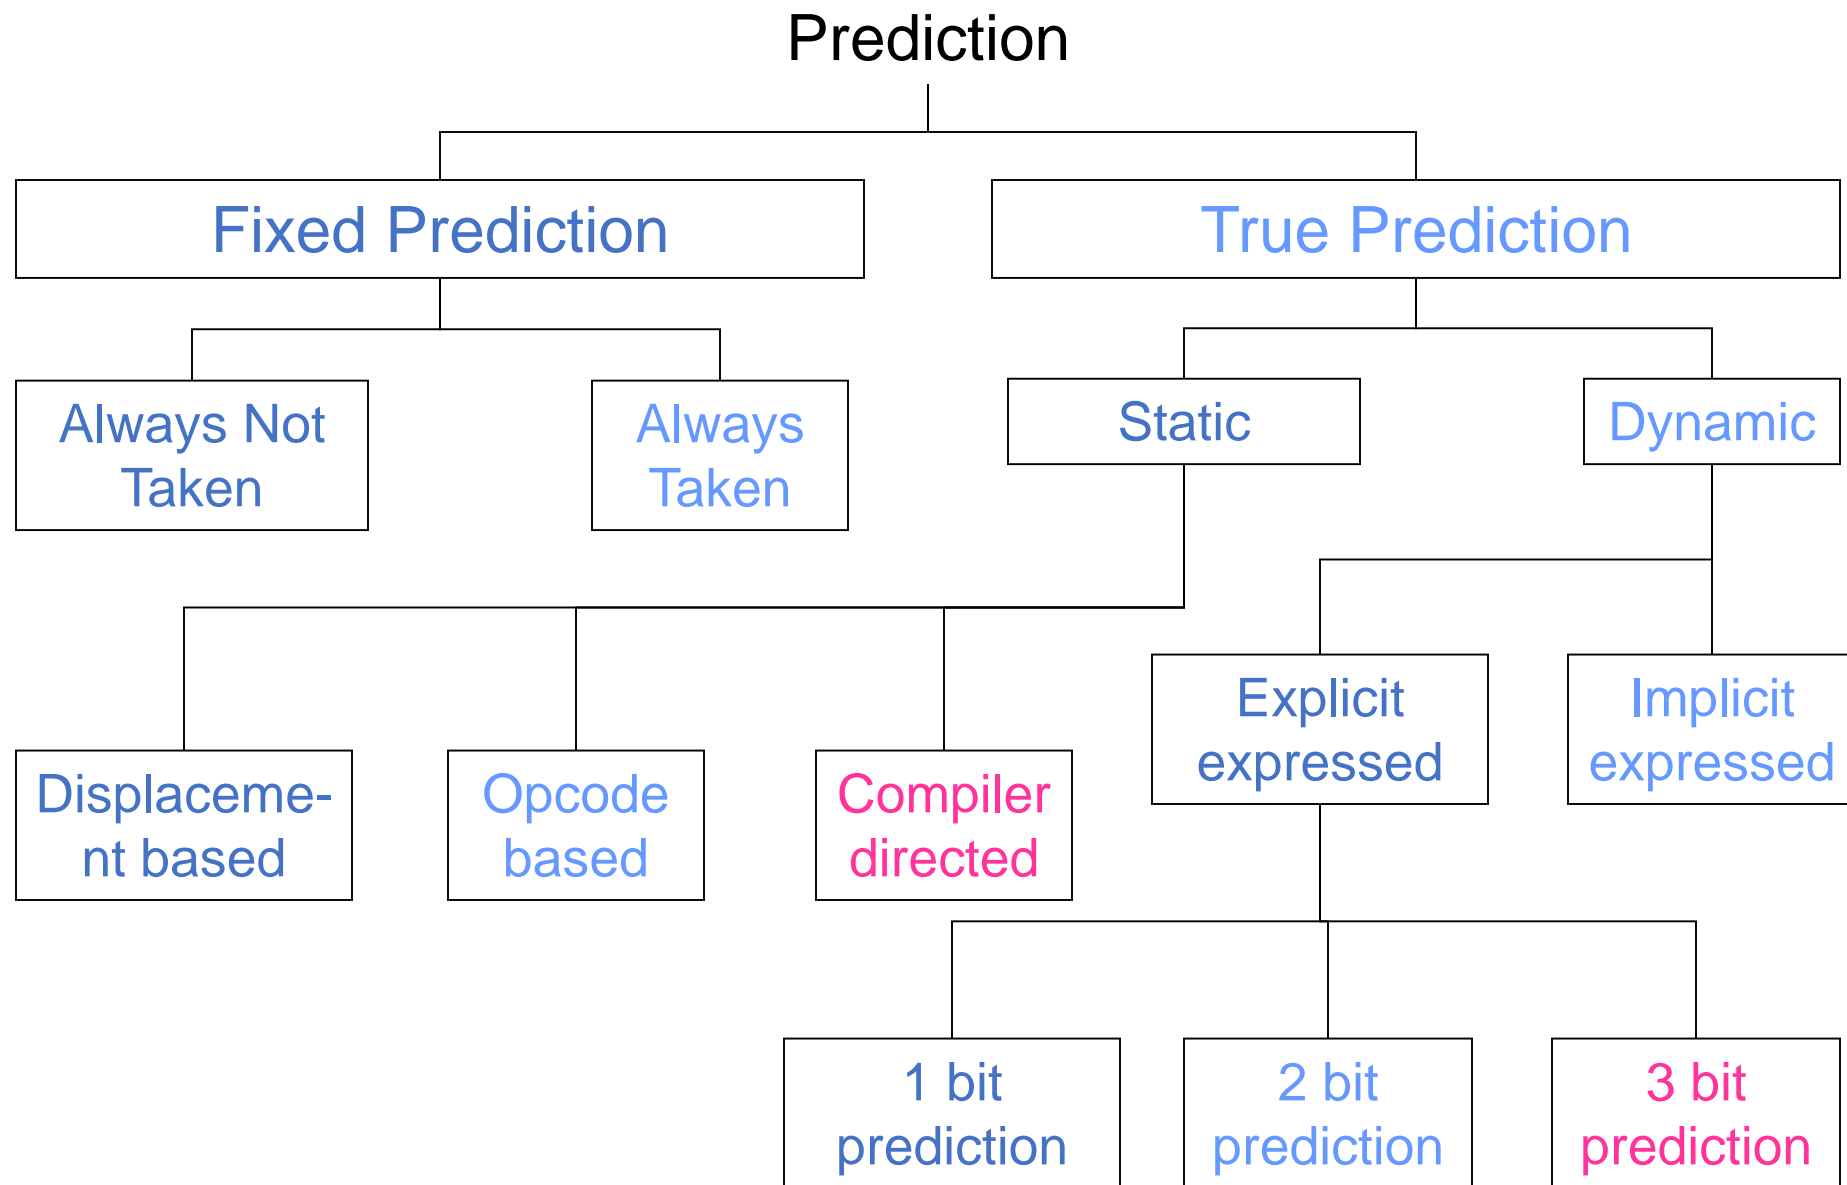 Prediction
Fixed Prediction
True Prediction
Always Not
Taken
Always
Taken
Static
Dynamic
Explicit
expressed
Implicit
expressed
Displaceme-
nt based
Opcode
based
Compiler
directed
1 bit
prediction
2 bit
prediction
3 bit
prediction